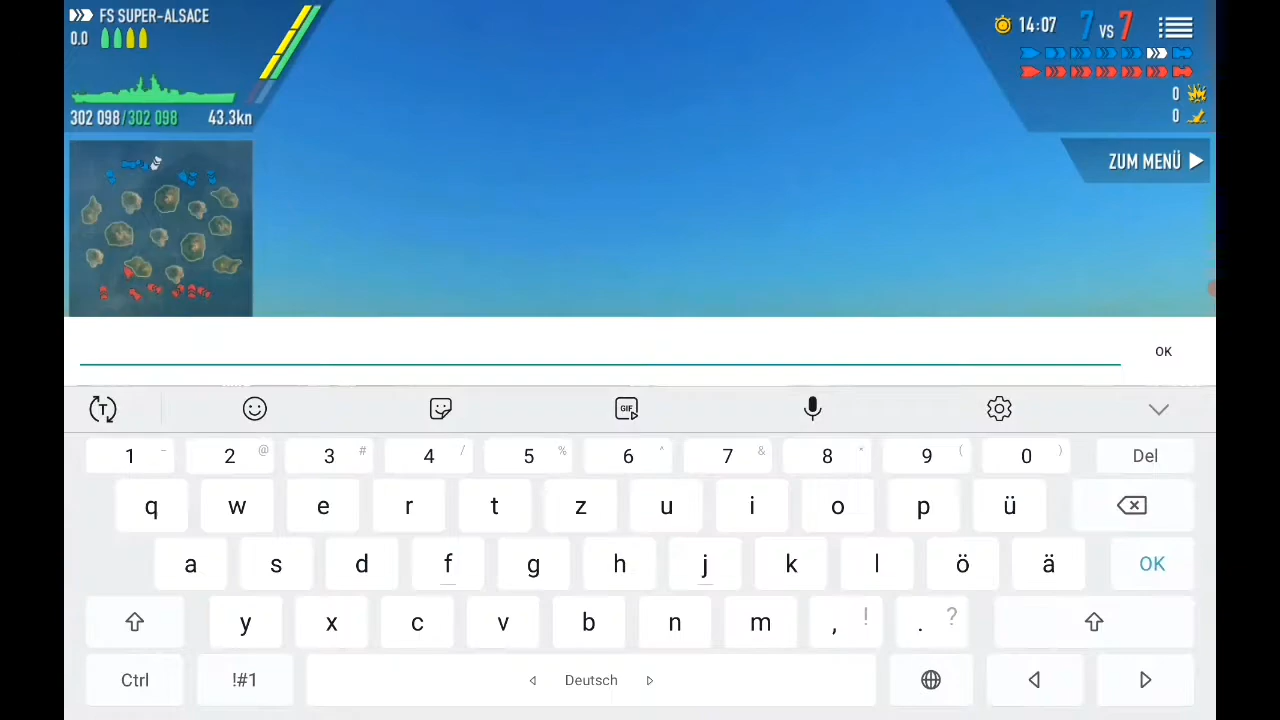 FS SUPER-ALSACE
0.0
302 098/302 098 43.3kn
14:07 7 VS 7
0
0
ZUM MENÜ
OK
T GIF
1 - 2 @ 3 # 4 / 5 % 6 ^ 7 & 8 * 9 ( 0 ) Del
q w e r t z u i o p ü
a s d f g h j k l ö ä OK
y x c v b n m , ! . ?
Ctrl !#1 Deutsch